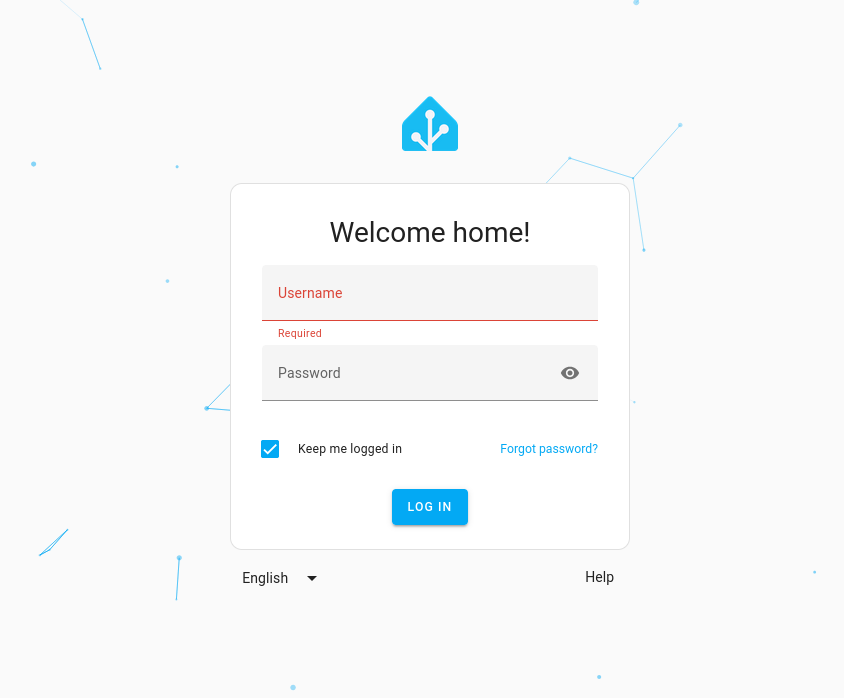 Welcome home!
Username
Required
Password
Keep me logged in
Forgot password?
LOG IN
English
Help